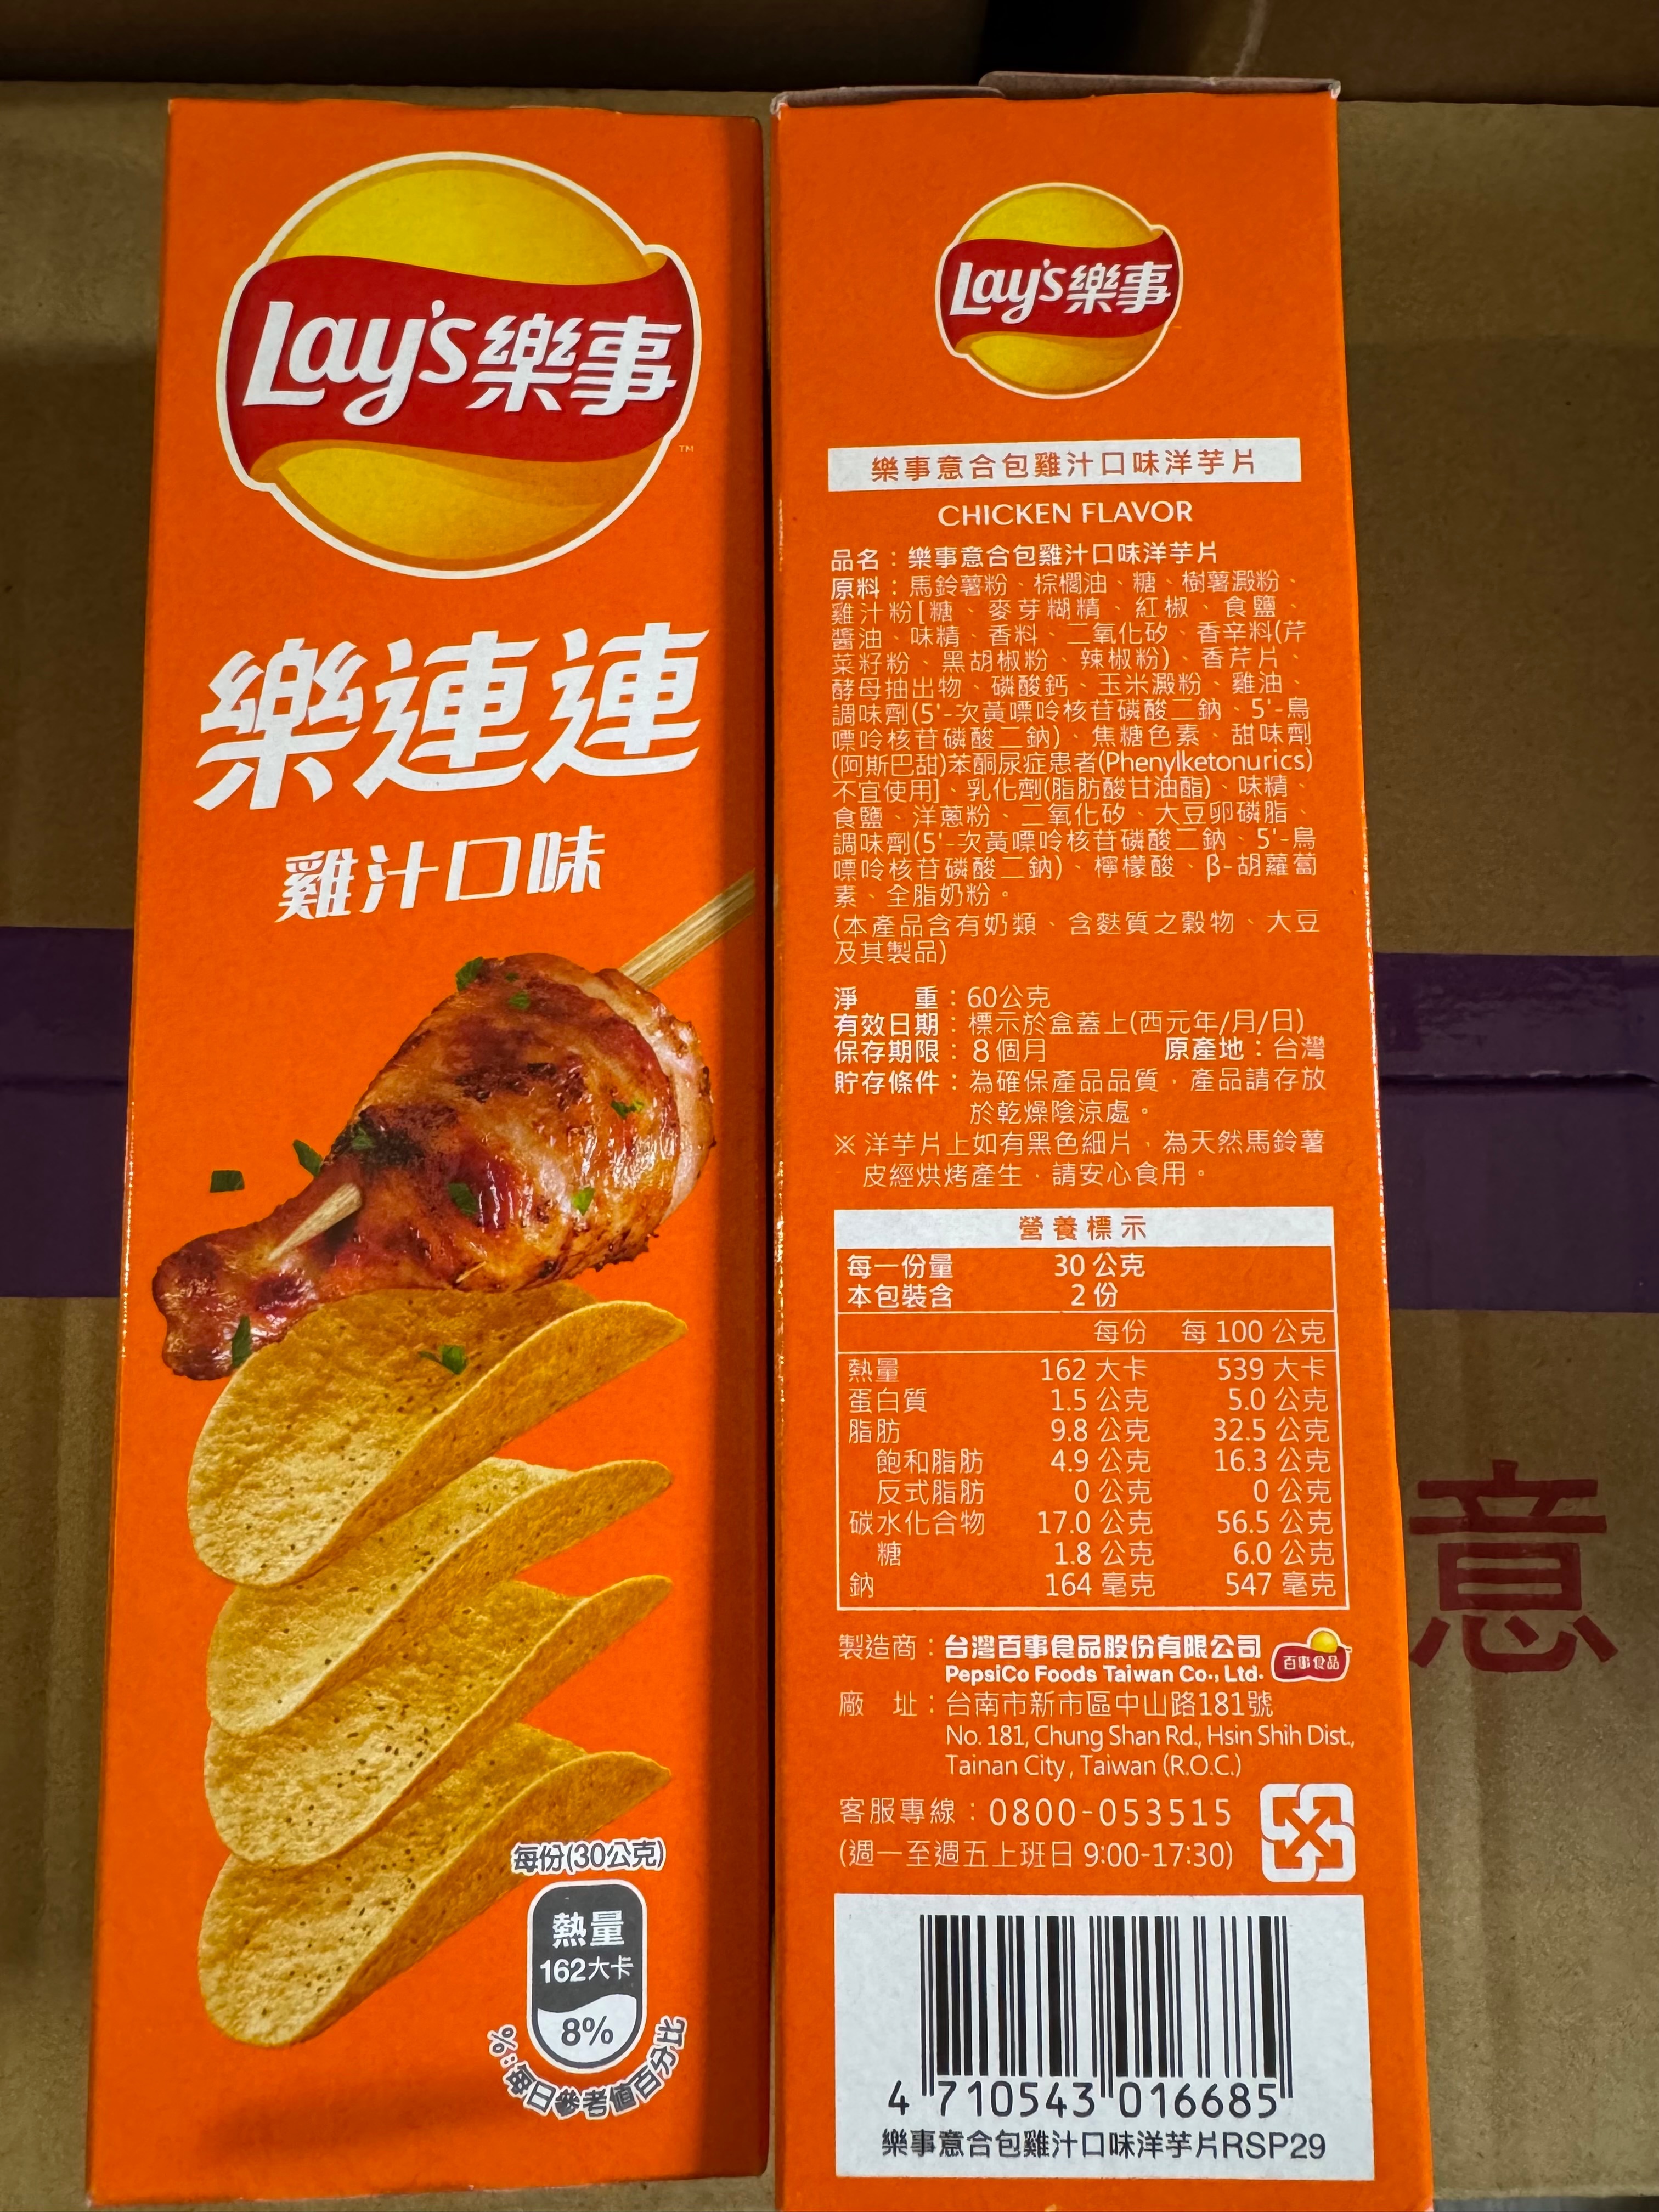 Lay's樂事
TM
樂連連
雞汁口味
每份(30公克)
熱量
162大卡
8%
%:每日參考值百分比
Lay's樂事
樂事意合包雞汁口味洋芋片
CHICKEN FLAVOR
品名：樂事意合包雞汁口味洋芋片
原料：馬鈴薯粉、棕櫚油、糖、樹薯澱粉、
雞汁粉[糖、麥芽糊精、紅椒、食鹽、
醬油、味精、香料、二氧化矽、香辛料(芹
菜籽粉、黑胡椒粉、辣椒粉)、香芹片、
酵母抽出物、磷酸鈣、玉米澱粉、雞油、
調味劑(5'-次黃嘌呤核苷磷酸二鈉、5'-鳥
嘌呤核苷磷酸二鈉)、焦糖色素、甜味劑
(阿斯巴甜)苯酮尿症患者(Phenylketonurics)
不宜使用]、乳化劑(脂肪酸甘油酯)、味精、
食鹽、洋蔥粉、二氧化矽、大豆卵磷脂、
調味劑(5'-次黃嘌呤核苷磷酸二鈉、5'-鳥
嘌呤核苷磷酸二鈉)、檸檬酸、β-胡蘿蔔
素、全脂奶粉。
(本產品含有奶類、含麩質之穀物、大豆
及其製品)
淨 重：60公克
有效日期：標示於盒蓋上(西元年/月/日)
保存期限：8個月 原產地：台灣
貯存條件：為確保產品品質，產品請存放
於乾燥陰涼處。
※ 洋芋片上如有黑色細片，為天然馬鈴薯
皮經烘烤產生，請安心食用。
營養標示
每一份量 30 公克
本包裝含 2 份
每份 每 100 公克
熱量 162 大卡 539 大卡
蛋白質 1.5 公克 5.0 公克
脂肪 9.8 公克 32.5 公克
飽和脂肪 4.9 公克 16.3 公克
反式脂肪 0 公克 0 公克
碳水化合物 17.0 公克 56.5 公克
糖 1.8 公克 6.0 公克
鈉 164 毫克 547 毫克
製造商：台灣百事食品股份有限公司 百事食品
PepsiCo Foods Taiwan Co., Ltd.
廠 址：台南市新市區中山路181號
No. 181, Chung Shan Rd., Hsin Shih Dist.,
Tainan City, Taiwan (R.O.C.)
客服專線：0800-053515
(週一至週五上班日 9:00-17:30)
4 710543 016685
樂事意合包雞汁口味洋芋片RSP29
意